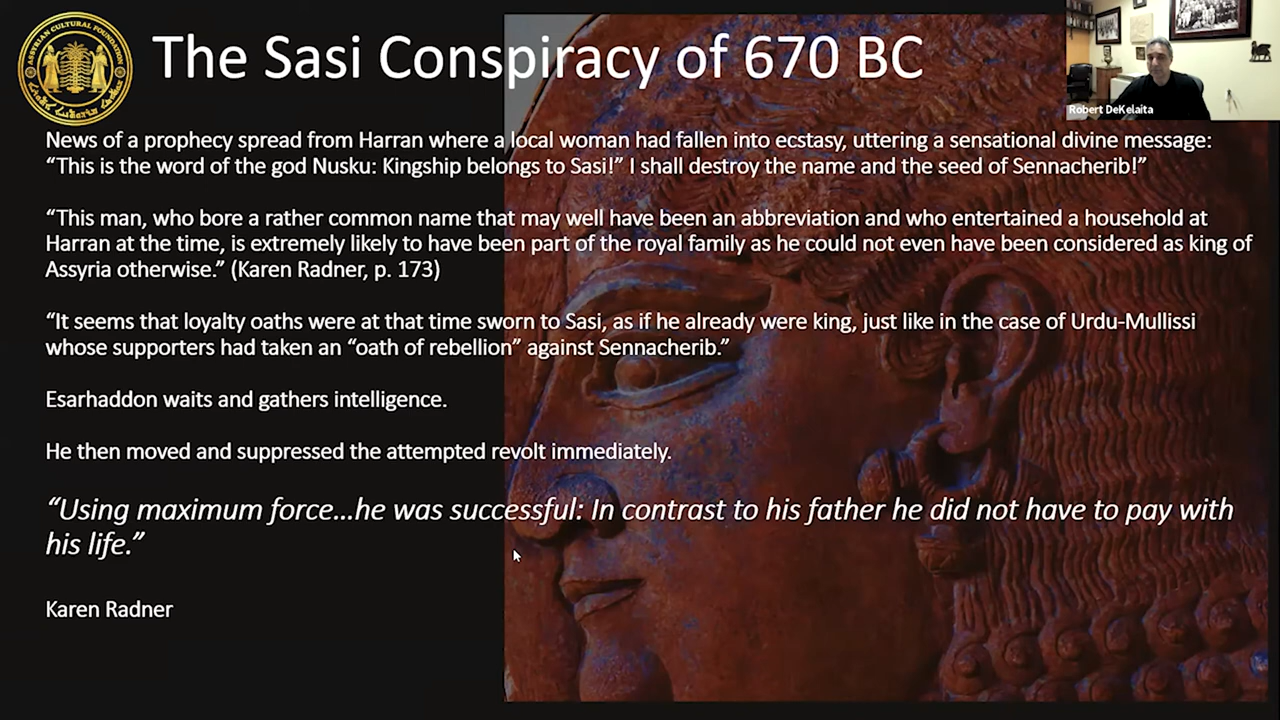 The Sasi Conspiracy of 670 BC
ASSYRIAN CULTURAL FOUNDATION
Robert DeKelaita
News of a prophecy spread from Harran where a local woman had fallen into ecstasy, uttering a sensational divine message:
“This is the word of the god Nusku: Kingship belongs to Sasi!” I shall destroy the name and the seed of Sennacherib!”
“This man, who bore a rather common name that may well have been an abbreviation and who entertained a household at
Harran at the time, is extremely likely to have been part of the royal family as he could not even have been considered as king of
Assyria otherwise.” (Karen Radner, p. 173)
“It seems that loyalty oaths were at that time sworn to Sasi, as if he already were king, just like in the case of Urdu-Mullissi
whose supporters had taken an “oath of rebellion” against Sennacherib.”
Esarhaddon waits and gathers intelligence.
He then moved and suppressed the attempted revolt immediately.
“Using maximum force...he was successful: In contrast to his father he did not have to pay with
his life.”
Karen Radner